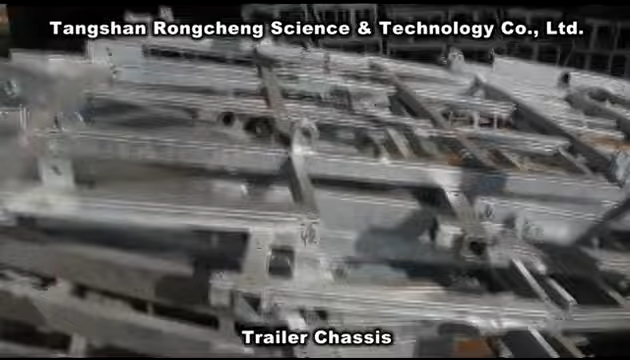 Tangshan Rongcheng Science & Technology Co., Ltd.
Trailer Chassis